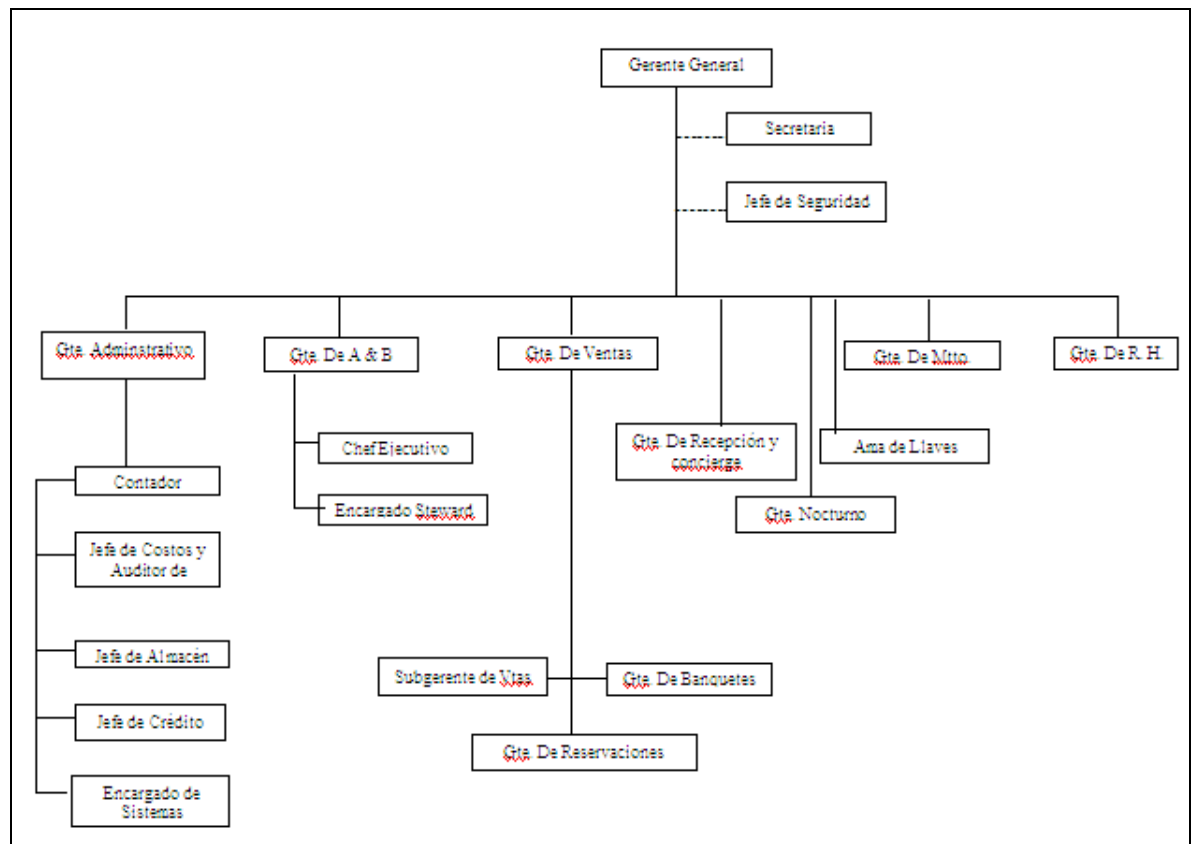 Gerente General
Secretaria
Jefe de Seguridad
Gte. Adminstrativo
Gte. De A & B
Gte. De Ventas
Gte. De Mtto.
Gte. De R. H.
Gte. De Recepción y
concierge
Ama de Llaves
Gte. Nocturno
Chef Ejecutivo
Encargado Steward
Contador
Jefe de Costos y
Auditor de
Jefe de Almacén
Jefe de Crédito
Encargado de
Sistemas
Subgerente de Vtas.
Gte. De Banquetes
Gte. De Reservaciones